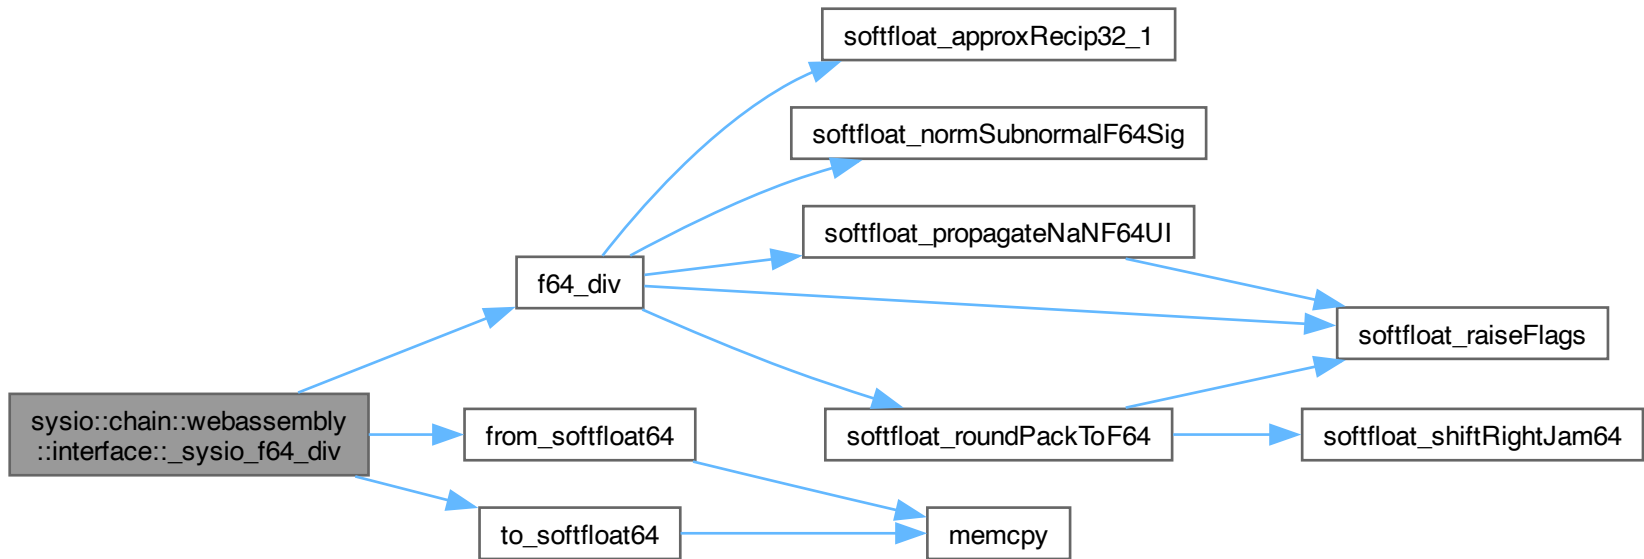 softfloat_approxRecip32_1
softfloat_normSubnormalF64Sig
softfloat_propagateNaNF64UI
f64_div
softfloat_raiseFlags
sysio::chain::webassembly
::interface::_sysio_f64_div
from_softfloat64
softfloat_roundPackToF64
softfloat_shiftRightJam64
to_softfloat64
memcpy